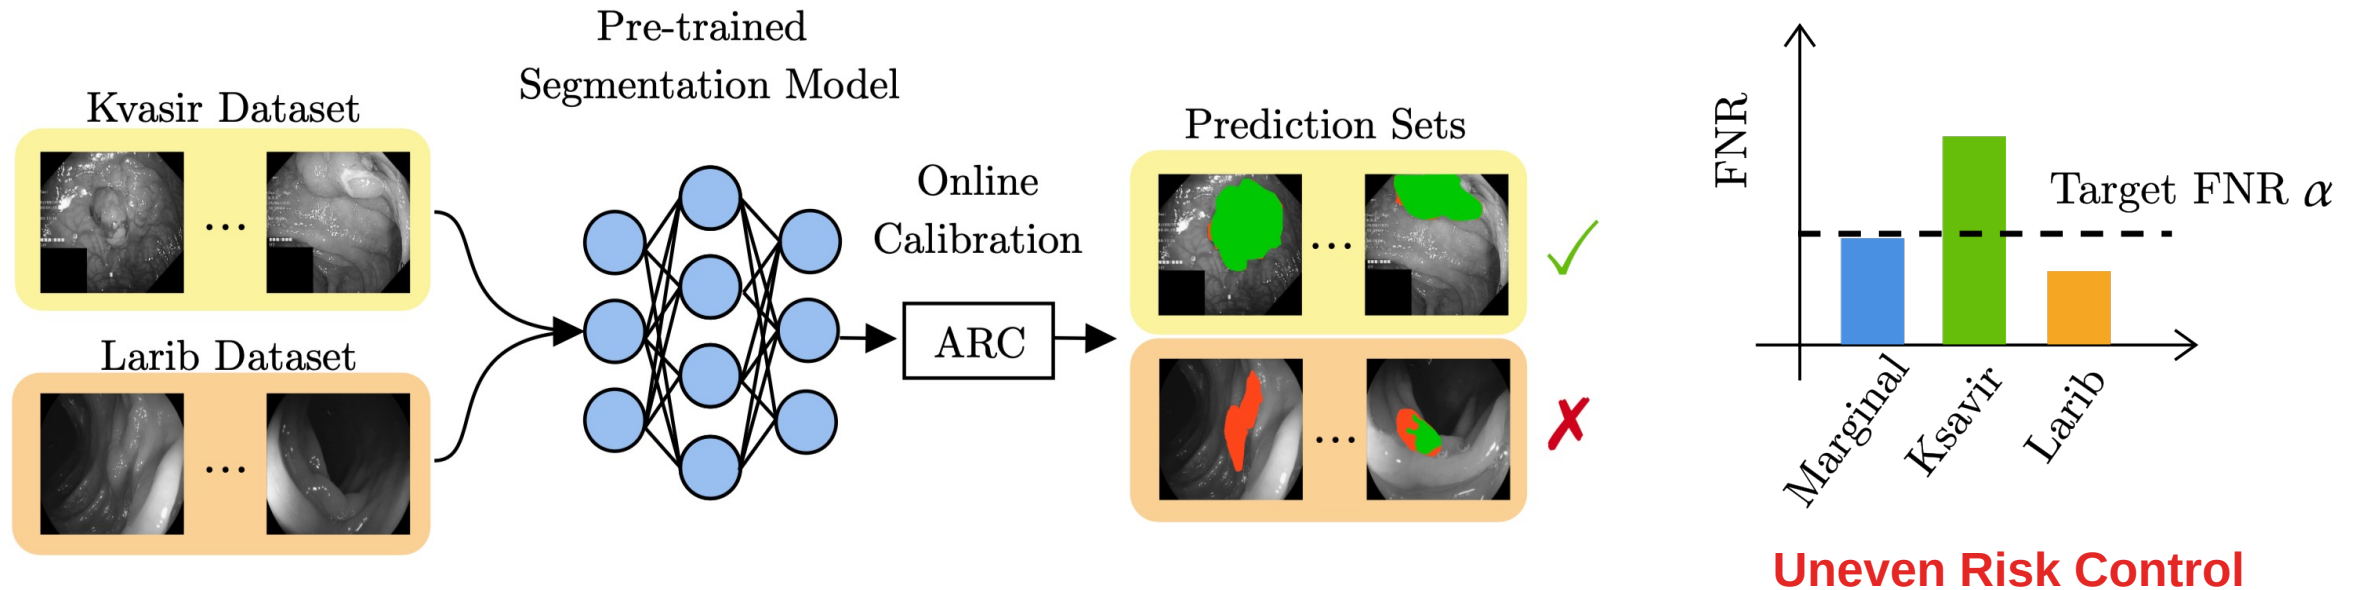 Pre-trained
Segmentation Model
Kvasir Dataset
...
Larib Dataset
...
Online
Calibration
ARC
Prediction Sets
...
✓
...
✗
FNR
Target FNR α
Marginal
Ksavir
Larib
Uneven Risk Control